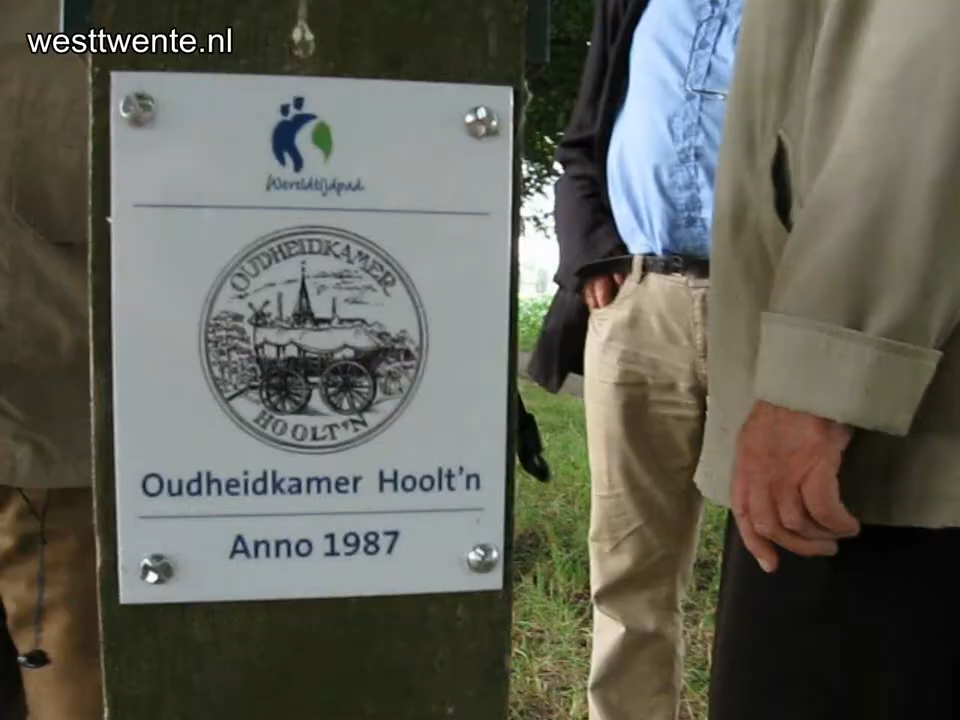 westtwente.nl
Wereldtijdpad
OUDHEIDKAMER
HOOLT'N
Oudheidkamer Hoolt'n
Anno 1987